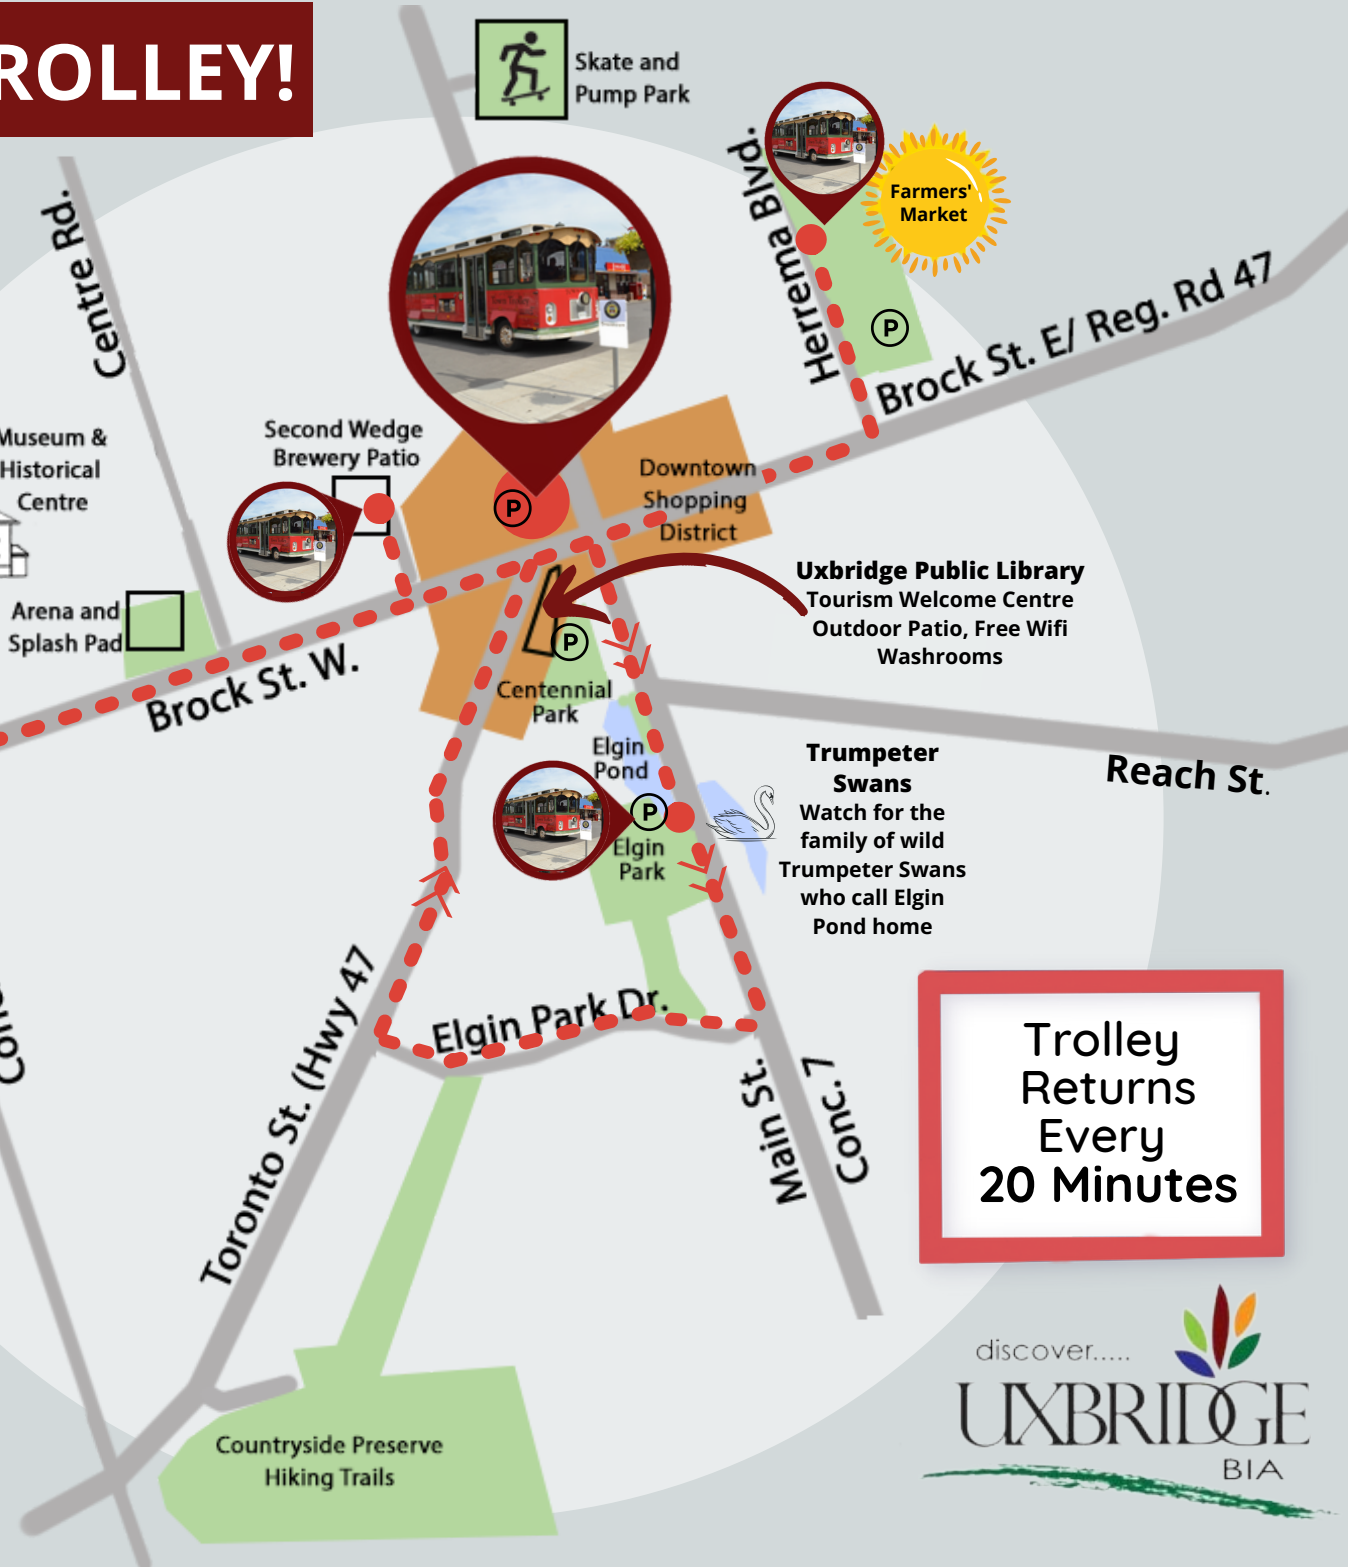 ROLLEY!
Skate and
Pump Park
Herrema Blvd.
Farmers'
Market
Centre Rd.
Brock St. E/ Reg. Rd 47
P
Museum &
Historical
Centre
Second Wedge
Brewery Patio
Downtown
Shopping
District
P
Arena and
Splash Pad
Brock St. W.
Uxbridge Public Library
Tourism Welcome Centre
Outdoor Patio, Free Wifi
Washrooms
P
Centennial
Park
Elgin
Pond
P
Elgin
Park
Trumpeter
Swans
Watch for the
family of wild
Trumpeter Swans
who call Elgin
Pond home
Reach St.
Toronto St. (Hwy 47
Elgin Park Dr.
Main St.
Conc. 7
Trolley
Returns
Every
20 Minutes
Countryside Preserve
Hiking Trails
discover.....
UXBRIDGE
BIA